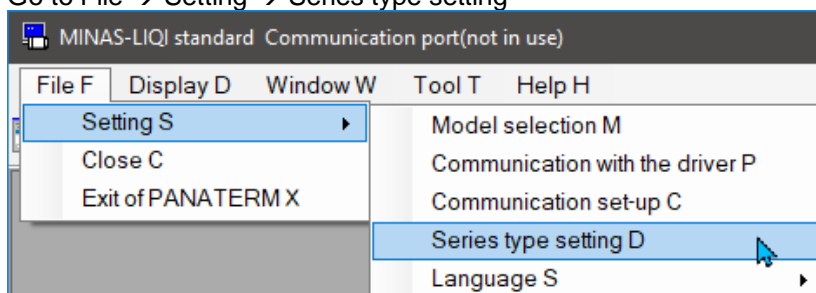 Go to File → Setting → Series type setting
MINAS-LIQI standard Communication port(not in use)
File F Display D Window W Tool T Help H
Setting S
Close C
Exit of PANATERM X
Model selection M
Communication with the driver P
Communication set-up C
Series type setting D
Language S